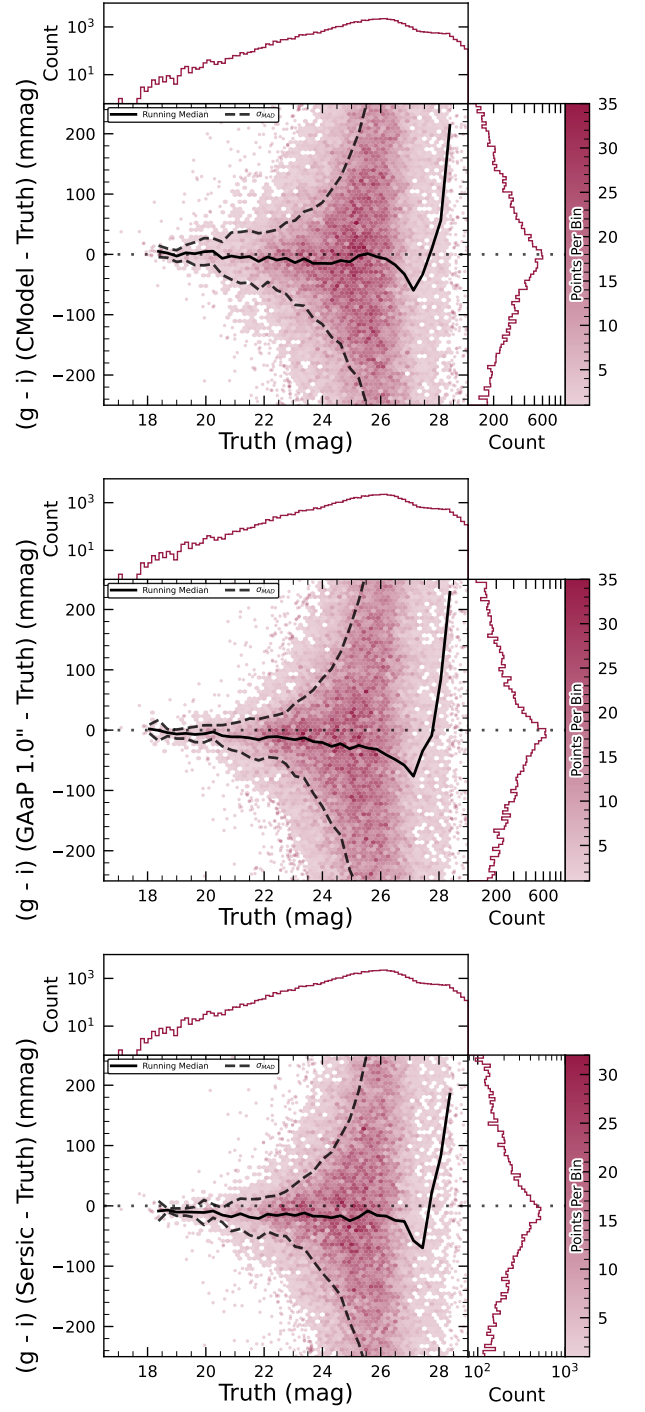 10³
10¹
Count
Running Median
σMAD
200
100
0
−100
−200
(g - i) (CModel - Truth) (mmag)
18 20 22 24 26 28
Truth (mag)
200 600
Count
35
30
25
20
15
10
5
Points Per Bin
10³
10¹
Count
Running Median
σMAD
200
100
0
−100
−200
(g - i) (GAaP 1.0" - Truth) (mmag)
18 20 22 24 26 28
Truth (mag)
200 600
Count
35
30
25
20
15
10
5
Points Per Bin
10³
10¹
Count
Running Median
σMAD
200
100
0
−100
−200
(g - i) (Sersic - Truth) (mmag)
18 20 22 24 26 28
Truth (mag)
10² 10³
Count
30
25
20
15
10
5
Points Per Bin